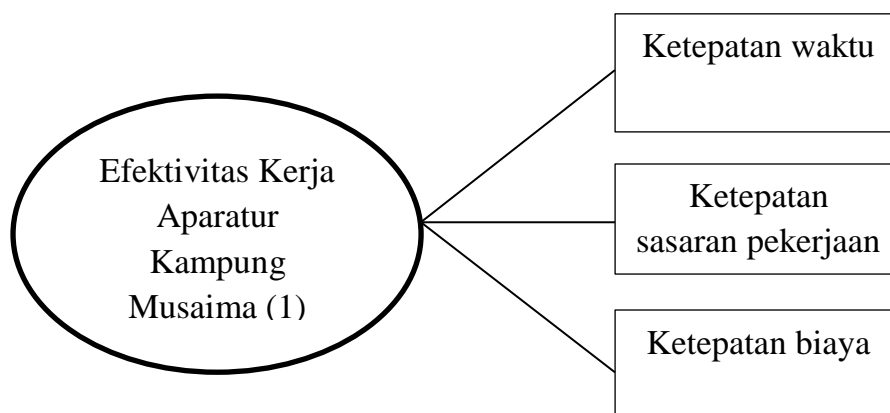 Efektivitas Kerja
Aparatur
Kampung
Musaima (1)
Ketepatan waktu
Ketepatan
sasaran pekerjaan
Ketepatan biaya